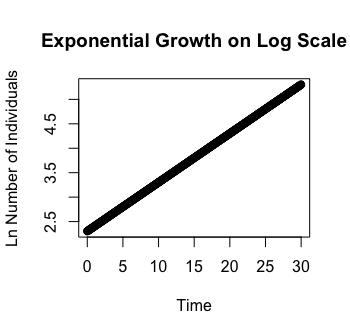 Exponential Growth on Log Scale
Ln Number of Individuals
4.5
3.5
2.5
0 5 10 15 20 25 30
Time